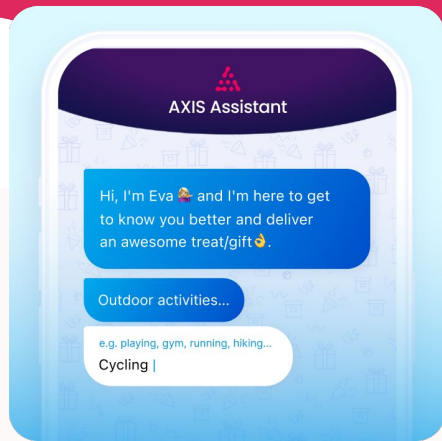 AXIS Assistant
Hi, I'm Eva 💁🏼‍♀️ and I'm here to get
to know you better and deliver
an awesome treat/gift👌.
Outdoor activities...
e.g. playing, gym, running, hiking...
Cycling |